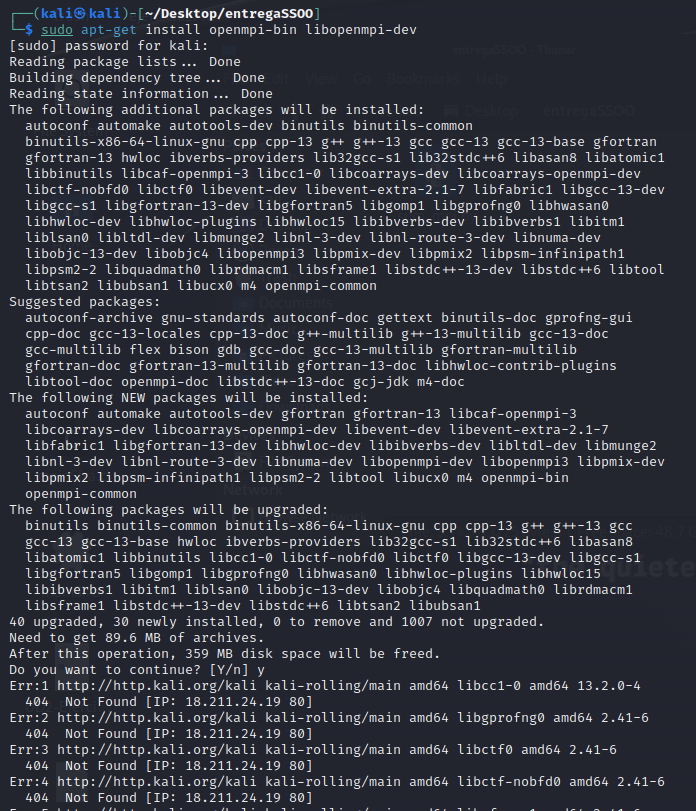 ┌──(kali㉿kali)-[~/Desktop/entregaSSOO]
└─$ sudo apt-get install openmpi-bin libopenmpi-dev
[sudo] password for kali:
Reading package lists... Done
Building dependency tree... Done
Reading state information... Done
The following additional packages will be installed:
  autoconf automake autotools-dev binutils binutils-common
  binutils-x86-64-linux-gnu cpp cpp-13 g++ g++-13 gcc gcc-13 gcc-13-base gfortran
  gfortran-13 hwloc ibverbs-providers lib32gcc-s1 lib32stdc++6 libasan8 libatomic1
  libbinutils libcaf-openmpi-3 libcc1-0 libcoarrays-dev libcoarrays-openmpi-dev
  libctf-nobfd0 libctf0 libevent-dev libevent-extra-2.1-7 libfabric1 libgcc-13-dev
  libgcc-s1 libgfortran-13-dev libgfortran5 libgomp1 libgprofng0 libhwasan0
  libhwloc-dev libhwloc-plugins libhwloc15 libibverbs-dev libibverbs1 libitm1
  liblsan0 libltdl-dev libmunge2 libnl-3-dev libnl-route-3-dev libnuma-dev
  libobjc-13-dev libobjc4 libopenmpi3 libpmix-dev libpmix2 libpsm-infinipath1
  libpsm2-2 libquadmath0 librdmacm1 libsframe1 libstdc++-13-dev libstdc++6 libtool
  libtsan2 libubsan1 libucx0 m4 openmpi-common
Suggested packages:
  autoconf-archive gnu-standards autoconf-doc gettext binutils-doc gprofng-gui
  cpp-doc gcc-13-locales cpp-13-doc g++-multilib g++-13-multilib gcc-13-doc
  gcc-multilib flex bison gdb gcc-doc gcc-13-multilib gfortran-multilib
  gfortran-doc gfortran-13-multilib gfortran-13-doc libhwloc-contrib-plugins
  libtool-doc openmpi-doc libstdc++-13-doc gcj-jdk m4-doc
The following NEW packages will be installed:
  autoconf automake autotools-dev gfortran gfortran-13 libcaf-openmpi-3
  libcoarrays-dev libcoarrays-openmpi-dev libevent-dev libevent-extra-2.1-7
  libfabric1 libgfortran-13-dev libhwloc-dev libibverbs-dev libltdl-dev libmunge2
  libnl-3-dev libnl-route-3-dev libnuma-dev libopenmpi-dev libopenmpi3 libpmix-dev
  libpmix2 libpsm-infinipath1 libpsm2-2 libtool libucx0 m4 openmpi-bin
  openmpi-common
The following packages will be upgraded:
  binutils binutils-common binutils-x86-64-linux-gnu cpp cpp-13 g++ g++-13 gcc
  gcc-13 gcc-13-base hwloc ibverbs-providers lib32gcc-s1 lib32stdc++6 libasan8
  libatomic1 libbinutils libcc1-0 libctf-nobfd0 libctf0 libgcc-13-dev libgcc-s1
  libgfortran5 libgomp1 libgprofng0 libhwasan0 libhwloc-plugins libhwloc15
  libibverbs1 libitm1 liblsan0 libobjc-13-dev libobjc4 libquadmath0 librdmacm1
  libsframe1 libstdc++-13-dev libstdc++6 libtsan2 libubsan1
40 upgraded, 30 newly installed, 0 to remove and 1007 not upgraded.
Need to get 89.6 MB of archives.
After this operation, 359 MB disk space will be freed.
Do you want to continue? [Y/n] y
Err:1 http://http.kali.org/kali kali-rolling/main amd64 libcc1-0 amd64 13.2.0-4
  404  Not Found [IP: 18.211.24.19 80]
Err:2 http://http.kali.org/kali kali-rolling/main amd64 libgprofng0 amd64 2.41-6
  404  Not Found [IP: 18.211.24.19 80]
Err:3 http://http.kali.org/kali kali-rolling/main amd64 libctf0 amd64 2.41-6
  404  Not Found [IP: 18.211.24.19 80]
Err:4 http://http.kali.org/kali kali-rolling/main amd64 libctf-nobfd0 amd64 2.41-6
  404  Not Found [IP: 18.211.24.19 80]